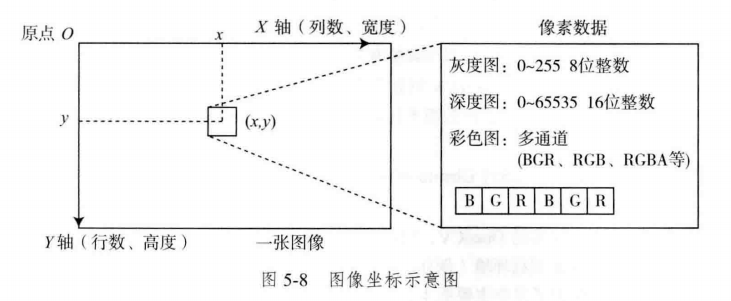 原点 O
x
X 轴（列数、宽度）
y
(x,y)
Y轴（行数、高度）
一张图像
像素数据
灰度图：0~255 8位整数
深度图：0~65535 16位整数
彩色图：多通道
(BGR、RGB、RGBA等)
B G R B G R
图 5-8 图像坐标示意图